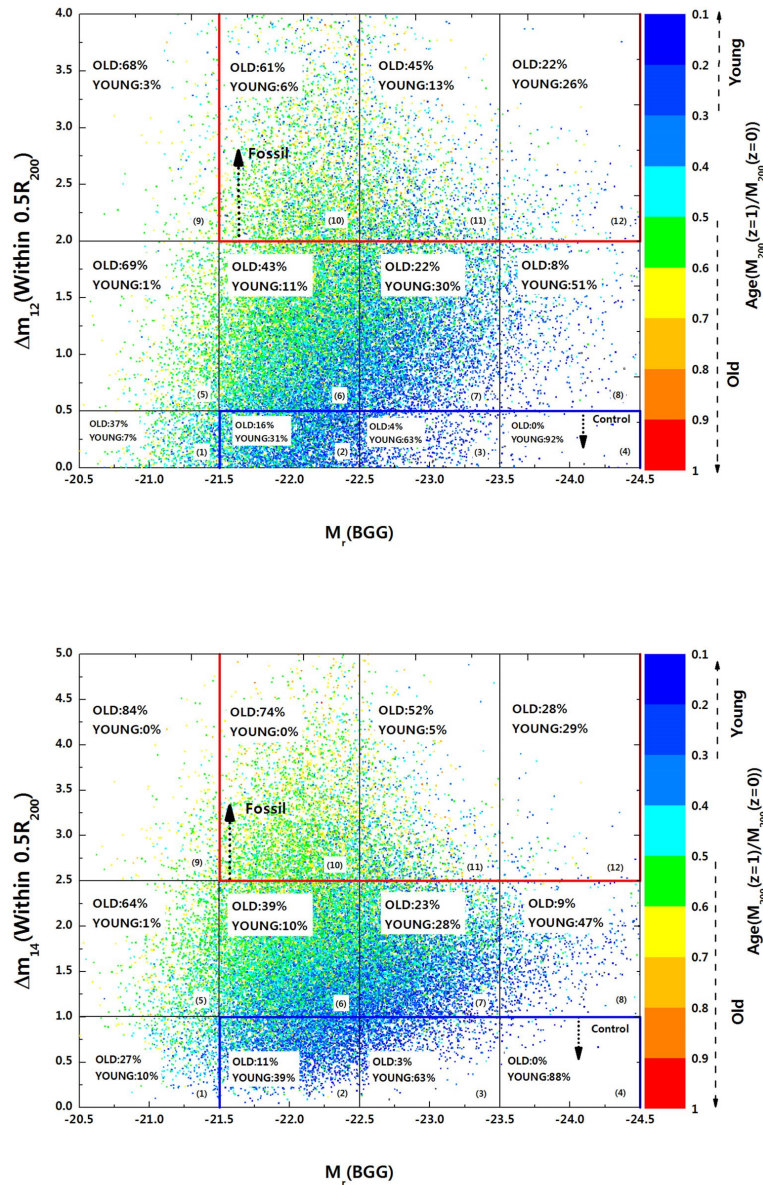 4.0
3.5
3.0
2.5
2.0
1.5
1.0
0.5
0.0
Δm12(Within 0.5R200)
OLD:68%
YOUNG:3%
OLD:61%
YOUNG:6%
OLD:45%
YOUNG:13%
OLD:22%
YOUNG:26%
Fossil
(9)
(10)
(11)
(12)
OLD:69%
YOUNG:1%
OLD:43%
YOUNG:11%
OLD:22%
YOUNG:30%
OLD:8%
YOUNG:51%
(5)
(6)
(7)
(8)
OLD:37%
YOUNG:7%
OLD:16%
YOUNG:31%
OLD:4%
YOUNG:63%
OLD:0%
YOUNG:92%
Control
(1)
(2)
(3)
(4)
-20.5 -21.0 -21.5 -22.0 -22.5 -23.0 -23.5 -24.0 -24.5
Mr(BGG)
0.1
0.2
0.3
0.4
0.5
0.6
0.7
0.8
0.9
1
Age(M200(z=1)/M200(z=0))
Young
Old
5.0
4.5
4.0
3.5
3.0
2.5
2.0
1.5
1.0
0.5
0.0
Δm14(Within 0.5R200)
OLD:84%
YOUNG:0%
OLD:74%
YOUNG:0%
OLD:52%
YOUNG:5%
OLD:28%
YOUNG:29%
Fossil
(9)
(10)
(11)
(12)
OLD:64%
YOUNG:1%
OLD:39%
YOUNG:10%
OLD:23%
YOUNG:28%
OLD:9%
YOUNG:47%
(5)
(6)
(7)
(8)
OLD:27%
YOUNG:10%
OLD:11%
YOUNG:39%
OLD:3%
YOUNG:63%
OLD:0%
YOUNG:88%
Control
(1)
(2)
(3)
(4)
-20.5 -21.0 -21.5 -22.0 -22.5 -23.0 -23.5 -24.0 -24.5
Mr(BGG)
0.1
0.2
0.3
0.4
0.5
0.6
0.7
0.8
0.9
1
Age(M200(z=1)/M200(z=0))
Young
Old